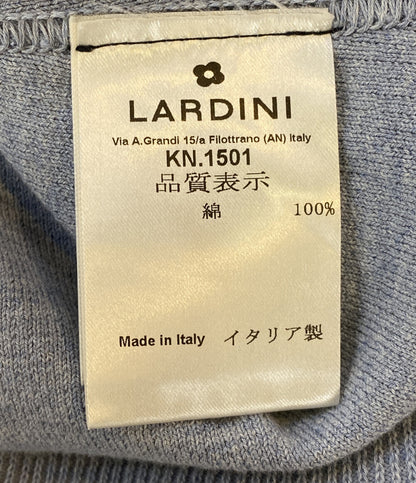 LARDINI
Via A.Grandi 15/a Filottrano (AN) Italy
KN.1501
品質表示
綿 100%
Made in Italy イタリア製